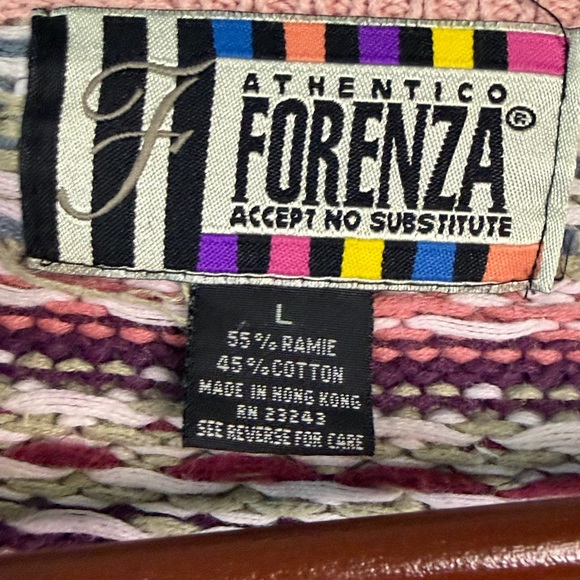 F
ATHENTICO
FORENZA®
ACCEPT NO SUBSTITUTE
L
55% RAMIE
45% COTTON
MADE IN HONG KONG
RN 23243
SEE REVERSE FOR CARE